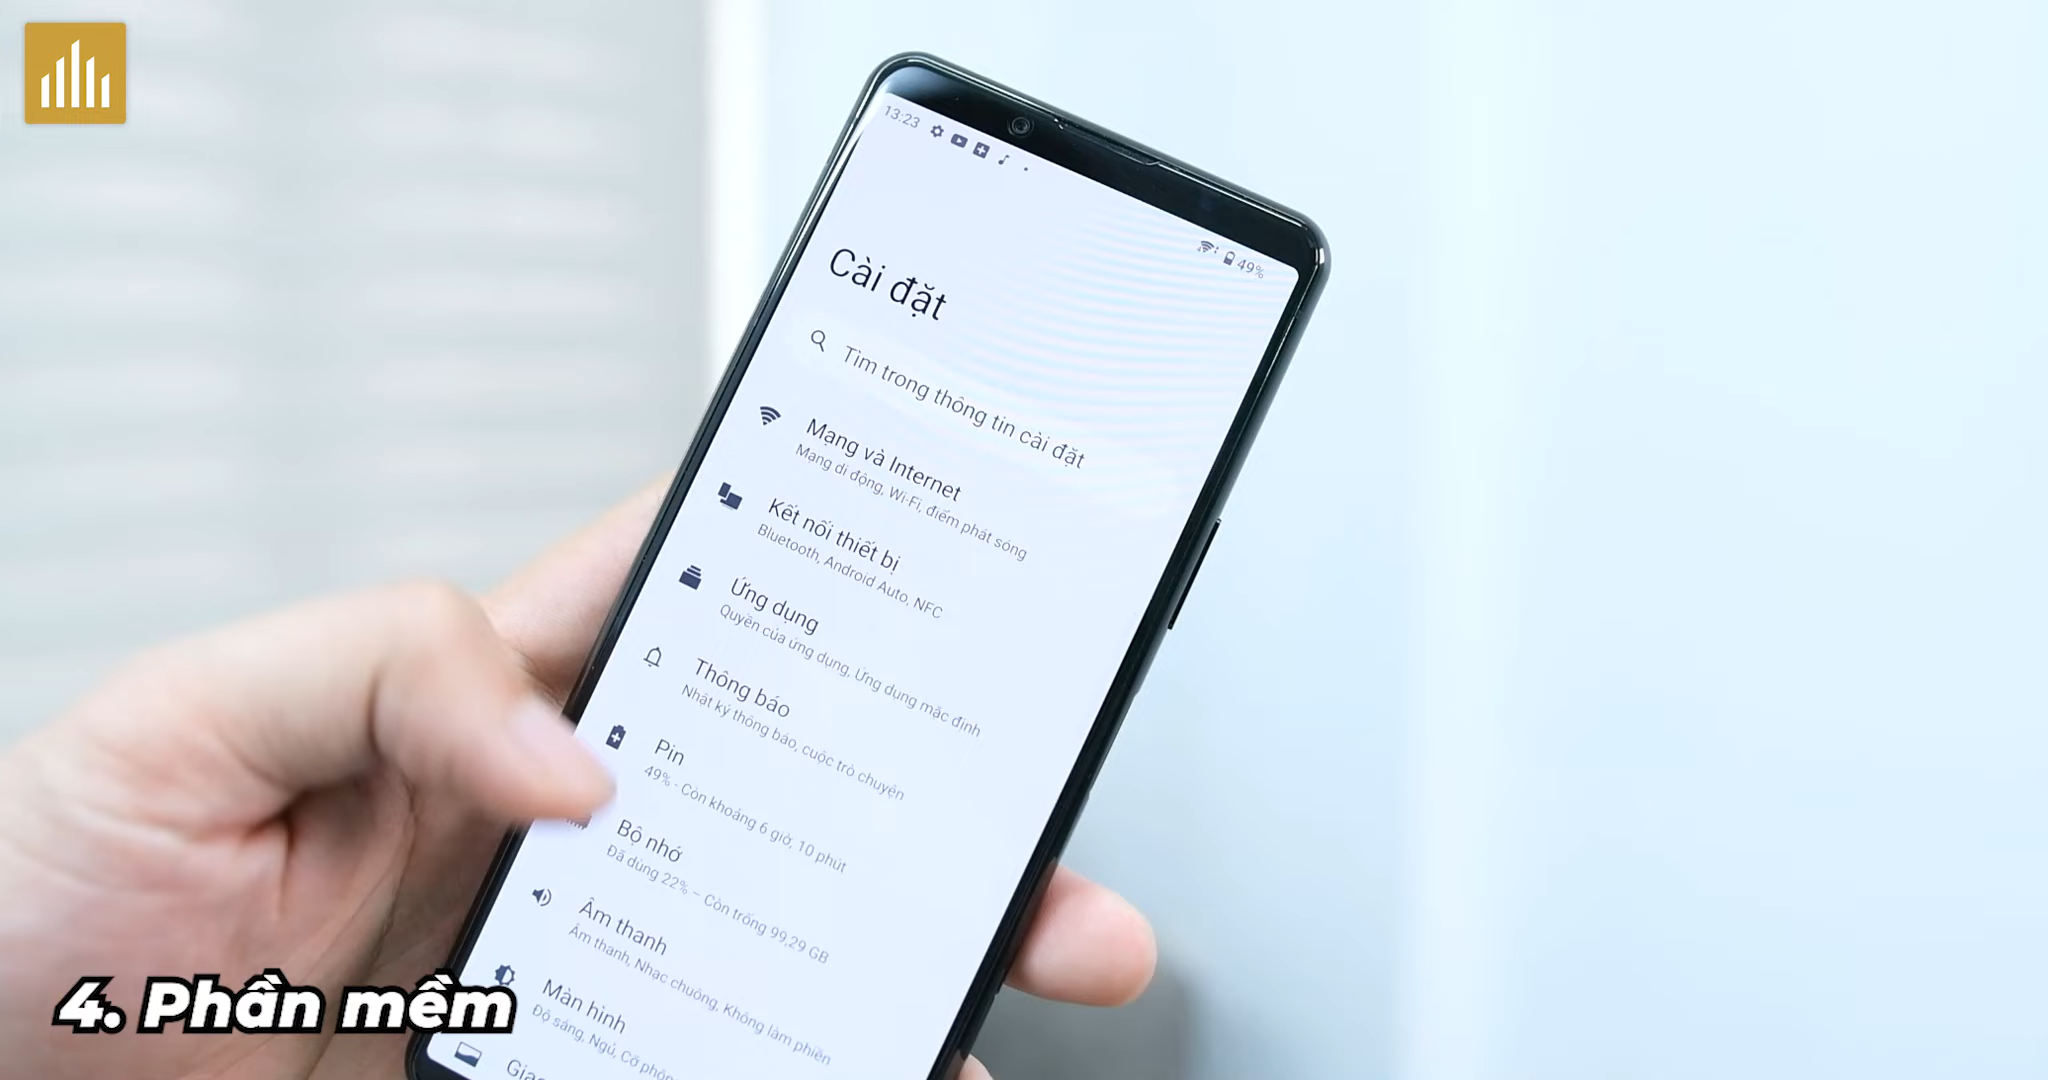 13:23
49%
Cài đặt
Tìm trong thông tin cài đặt
Mạng và Internet
Mạng di động, Wi-Fi, điểm phát sóng
Kết nối thiết bị
Bluetooth, Android Auto, NFC
Ứng dụng
Quyền của ứng dụng, Ứng dụng mặc định
Thông báo
Nhật ký thông báo, cuộc trò chuyện
Pin
49% - Còn khoảng 6 giờ, 10 phút
Bộ nhớ
Đã dùng 22% – Còn trống 99,29 GB
Âm thanh
Âm thanh, Nhạc chuông, Không làm phiền
Màn hình
Độ sáng, Ngủ, Cỡ phông
4. Phần mềm